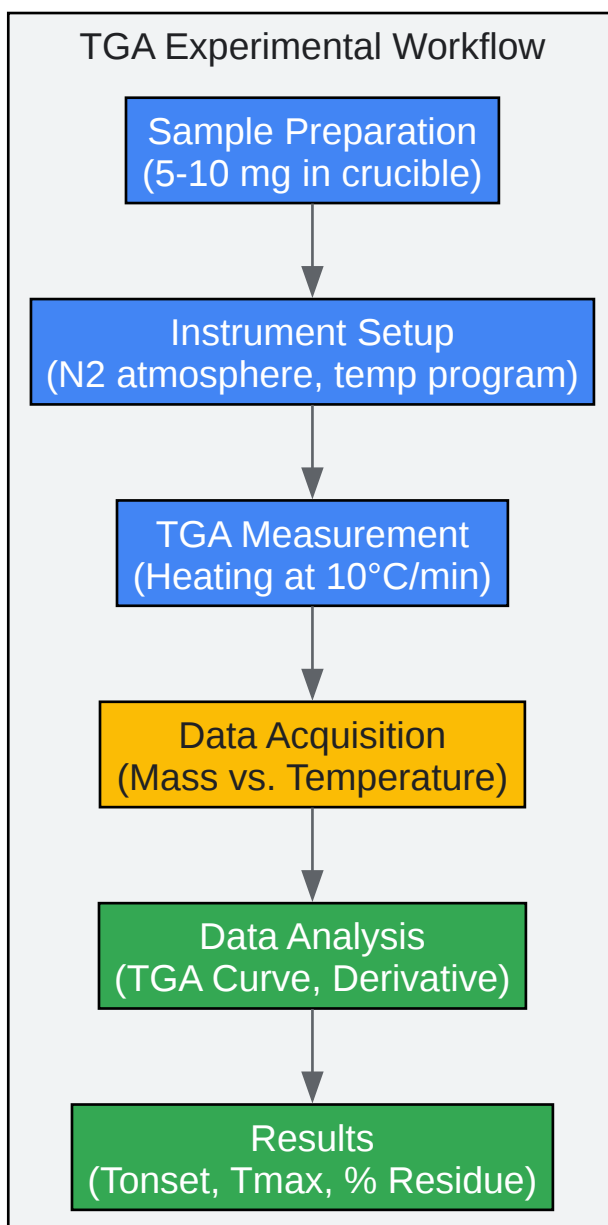 TGA Experimental Workflow
Sample Preparation
(5-10 mg in crucible)
Instrument Setup
(N2 atmosphere, temp program)
TGA Measurement
(Heating at 10°C/min)
Data Acquisition
(Mass vs. Temperature)
Data Analysis
(TGA Curve, Derivative)
Results
(Tonset, Tmax, % Residue)